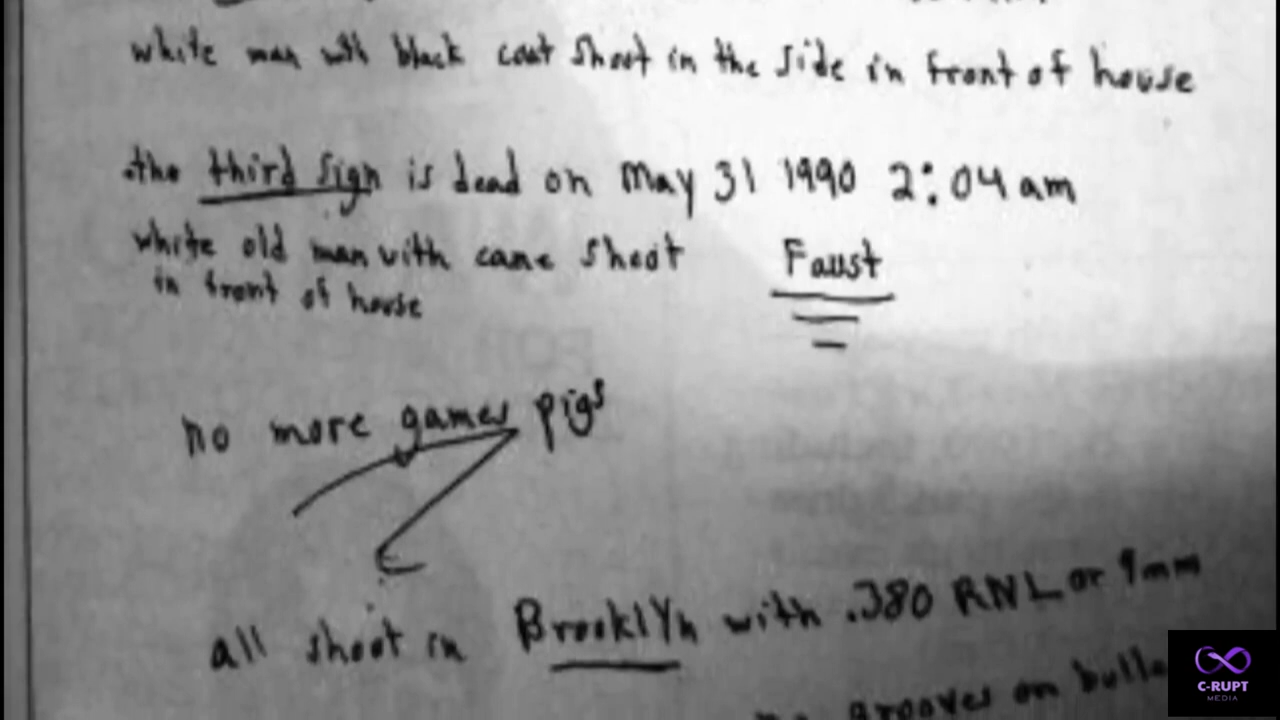 white man with black coat shoot in the side in front of house
the third sign is dead on May 31 1990 2:04 am
white old man with cane shoot
in front of house
Faust
no more games pigs
all shoot in Brooklyn with .380 RNL or 9mm
no grooves on bulle
C-RUPT
MEDIA